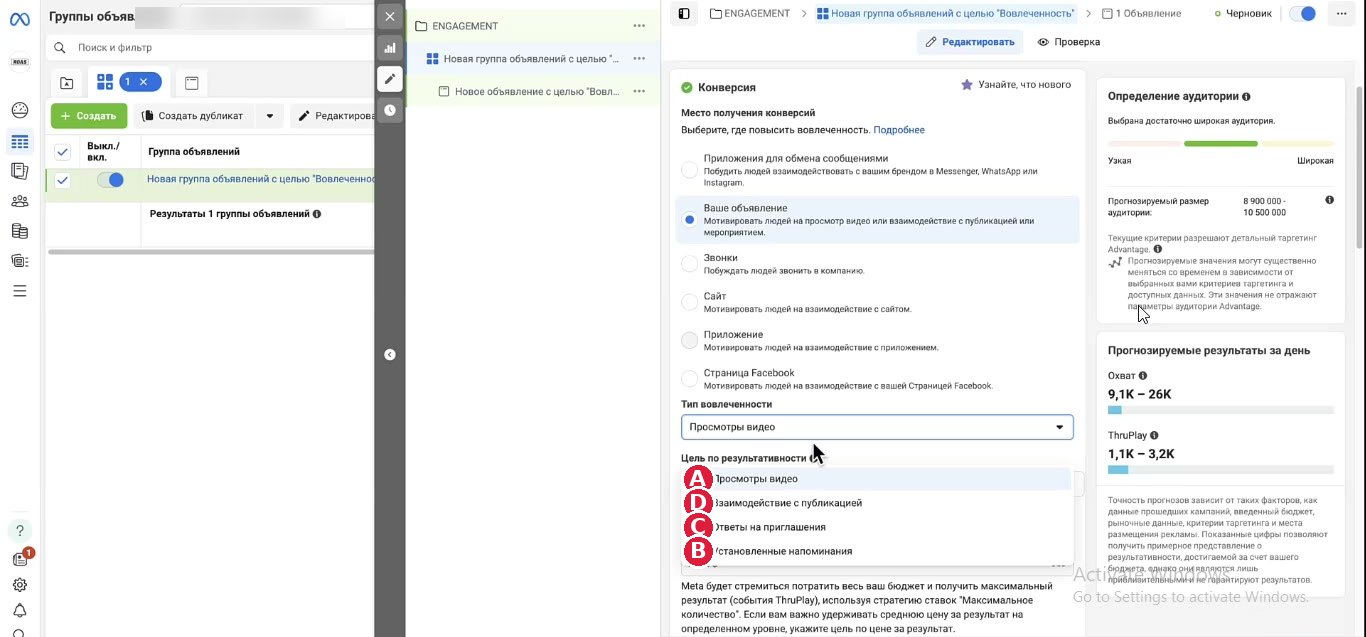 Группы объявл
Поиск и фильтр
1
Создать
Создать дубликат
Редактирова
Выкл./
вкл.
Группа объявлений
Новая группа объявлений с целью "Вовлеченнос
Результаты 1 группы объявлений
ROAS
?
1
ENGAGEMENT
Новая группа объявлений с целью "...
Новое объявление с целью "Вовл...
ENGAGEMENT
Новая группа объявлений с целью "Вовлеченность"
1 Объявление
Черновик
Редактировать
Проверка
Конверсия
Узнайте, что нового
Место получения конверсий
Выберите, где повысить вовлеченность. Подробнее
Приложения для обмена сообщениями
Побудить людей взаимодействовать с вашим брендом в Messenger, WhatsApp или
Instagram.
Ваше объявление
Мотивировать людей на просмотр видео или взаимодействие с публикацией или
мероприятием.
Звонки
Побуждать людей звонить в компанию.
Сайт
Мотивировать людей на взаимодействие с сайтом.
Приложение
Мотивировать людей на взаимодействие с приложением.
Страница Facebook
Мотивировать людей на взаимодействие с вашей Страницей Facebook.
Тип вовлеченности
Просмотры видео
Цель по результативности
A Просмотры видео
D Взаимодействие с публикацией
C Ответы на приглашения
B Установленные напоминания
Meta будет стремиться потратить весь ваш бюджет и получить максимальный
результат (события ThruPlay), используя стратегию ставок "Максимальное
количество". Если вам важно удерживать среднюю цену за результат на
определенном уровне, укажите цель по цене за результат.
Определение аудитории
Выбрана достаточно широкая аудитория.
Узкая
Широкая
Прогнозируемый размер
аудитории:
8 900 000 -
10 500 000
Текущие критерии разрешают детальный таргетинг
Advantage.
Прогнозируемые значения могут существенно
меняться со временем в зависимости от
выбранных вами критериев таргетинга и
доступных данных. Эти значения не отражают
параметры аудитории Advantage.
Прогнозируемые результаты за день
Охват
9,1K – 26K
ThruPlay
1,1K – 3,2K
Точность прогнозов зависит от таких факторов, как
данные прошедших кампаний, введенный бюджет,
рыночные данные, критерии таргетинга и места
размещения рекламы. Показанные цифры позволяют
получить примерное представление о
результативности, достигаемой за счет вашего
бюджета, однако они являются лишь
приблизительными и не гарантируют результатов.
Activate Windows
Go to Settings to activate Windows.